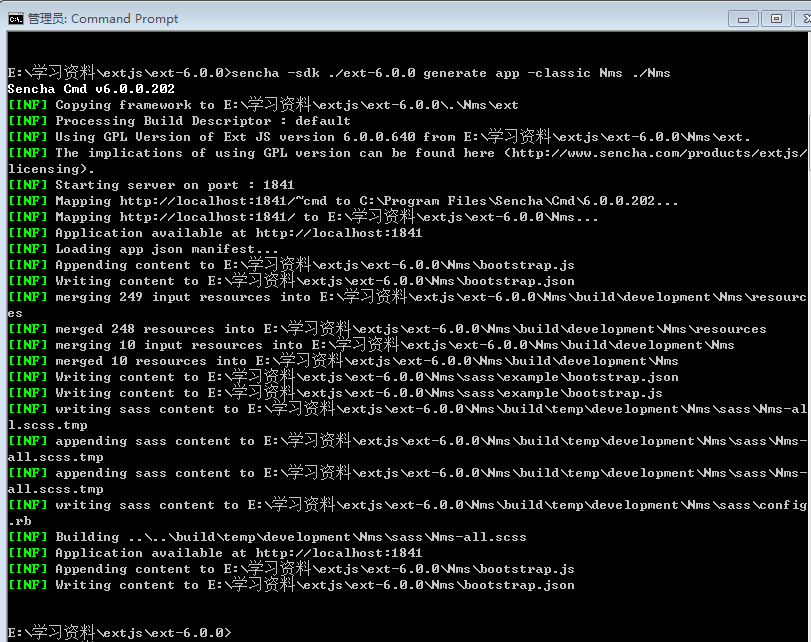 管理员: Command Prompt
E:\学习资料\extjs\ext-6.0.0>sencha -sdk ./ext-6.0.0 generate app -classic Nms ./Nms
Sencha Cmd v6.0.0.202
[INF] Copying framework to E:\学习资料\extjs\ext-6.0.0\.\Nms\ext
[INF] Processing Build Descriptor : default
[INF] Using GPL Version of Ext JS version 6.0.0.640 from E:\学习资料\extjs\ext-6.0.0\Nms\ext.
[INF] The implications of using GPL version can be found here (http://www.sencha.com/products/extjs/
licensing).
[INF] Starting server on port : 1841
[INF] Mapping http://localhost:1841/~cmd to C:\Program Files\Sencha\Cmd\6.0.0.202...
[INF] Mapping http://localhost:1841/ to E:\学习资料\extjs\ext-6.0.0\Nms...
[INF] Application available at http://localhost:1841
[INF] Loading app json manifest...
[INF] Appending content to E:\学习资料\extjs\ext-6.0.0\Nms\bootstrap.js
[INF] Writing content to E:\学习资料\extjs\ext-6.0.0\Nms\bootstrap.json
[INF] merging 249 input resources into E:\学习资料\extjs\ext-6.0.0\Nms\build\development\Nms\resourc
es
[INF] merged 248 resources into E:\学习资料\extjs\ext-6.0.0\Nms\build\development\Nms\resources
[INF] merging 10 input resources into E:\学习资料\extjs\ext-6.0.0\Nms\build\development\Nms
[INF] merged 10 resources into E:\学习资料\extjs\ext-6.0.0\Nms\build\development\Nms
[INF] Writing content to E:\学习资料\extjs\ext-6.0.0\Nms\sass\example\bootstrap.json
[INF] Writing content to E:\学习资料\extjs\ext-6.0.0\Nms\sass\example\bootstrap.js
[INF] writing sass content to E:\学习资料\extjs\ext-6.0.0\Nms\build\temp\development\Nms\sass\Nms-al
l.scss.tmp
[INF] appending sass content to E:\学习资料\extjs\ext-6.0.0\Nms\build\temp\development\Nms\sass\Nms-
all.scss.tmp
[INF] appending sass content to E:\学习资料\extjs\ext-6.0.0\Nms\build\temp\development\Nms\sass\Nms-
all.scss.tmp
[INF] writing sass content to E:\学习资料\extjs\ext-6.0.0\Nms\build\temp\development\Nms\sass\config
.rb
[INF] Building ..\..\build\temp\development\Nms\sass\Nms-all.scss
[INF] Application available at http://localhost:1841
[INF] Appending content to E:\学习资料\extjs\ext-6.0.0\Nms\bootstrap.js
[INF] Writing content to E:\学习资料\extjs\ext-6.0.0\Nms\bootstrap.json
E:\学习资料\extjs\ext-6.0.0>